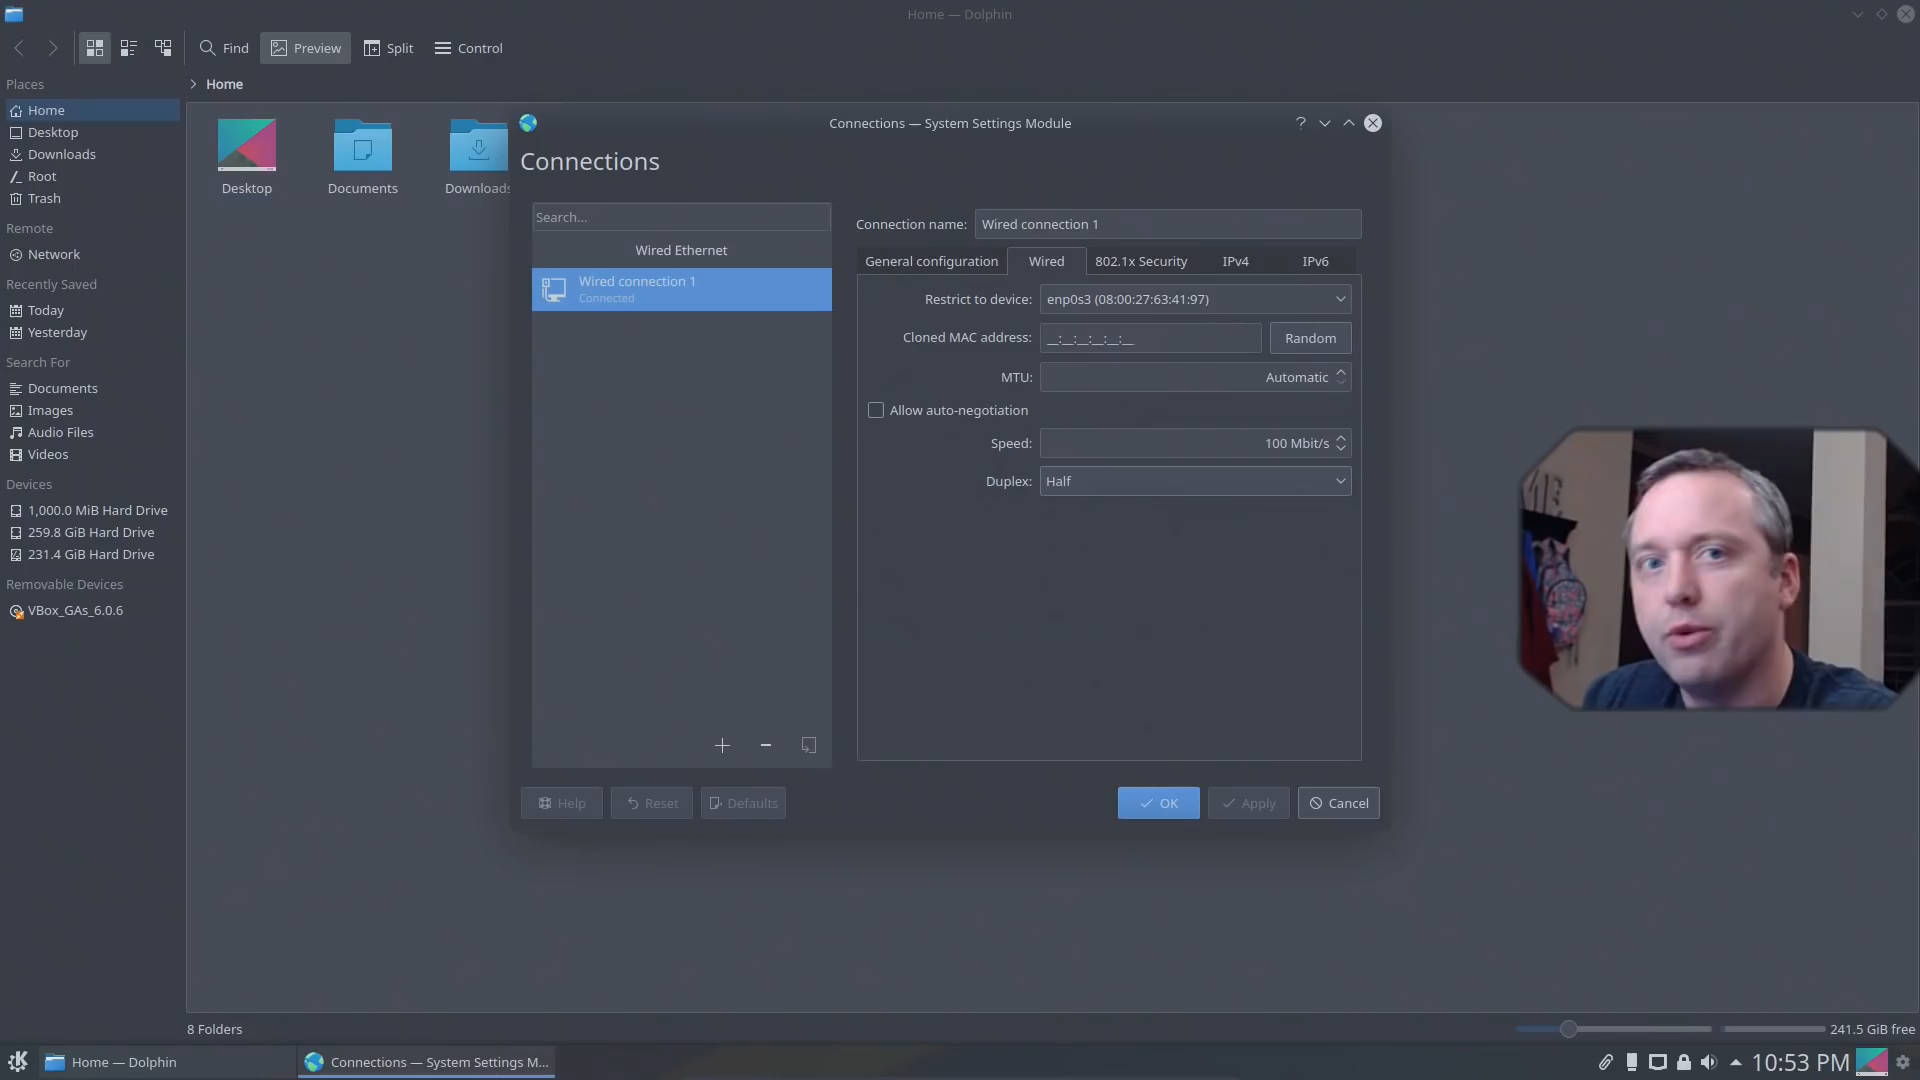 Home — Dolphin
Find
Preview
Split
Control
Places
Home
Desktop
Downloads
Root
Trash
Remote
Network
Recently Saved
Today
Yesterday
Search For
Documents
Images
Audio Files
Videos
Devices
1,000.0 MiB Hard Drive
259.8 GiB Hard Drive
231.4 GiB Hard Drive
Removable Devices
VBox_GAs_6.0.6
Home
Desktop
Documents
Downloads
Connections — System Settings Module
Connections
Search...
Wired Ethernet
Wired connection 1
Connected
Connection name: Wired connection 1
General configuration
Wired
802.1x Security
IPv4
IPv6
Restrict to device: enp0s3 (08:00:27:63:41:97)
Cloned MAC address: __:__:__:__:__:__ Random
MTU: Automatic
Allow auto-negotiation
Speed: 100 Mbit/s
Duplex: Half
Help
Reset
Defaults
OK
Apply
Cancel
8 Folders
241.5 GiB free
Home — Dolphin
Connections — System Settings M...
10:53 PM